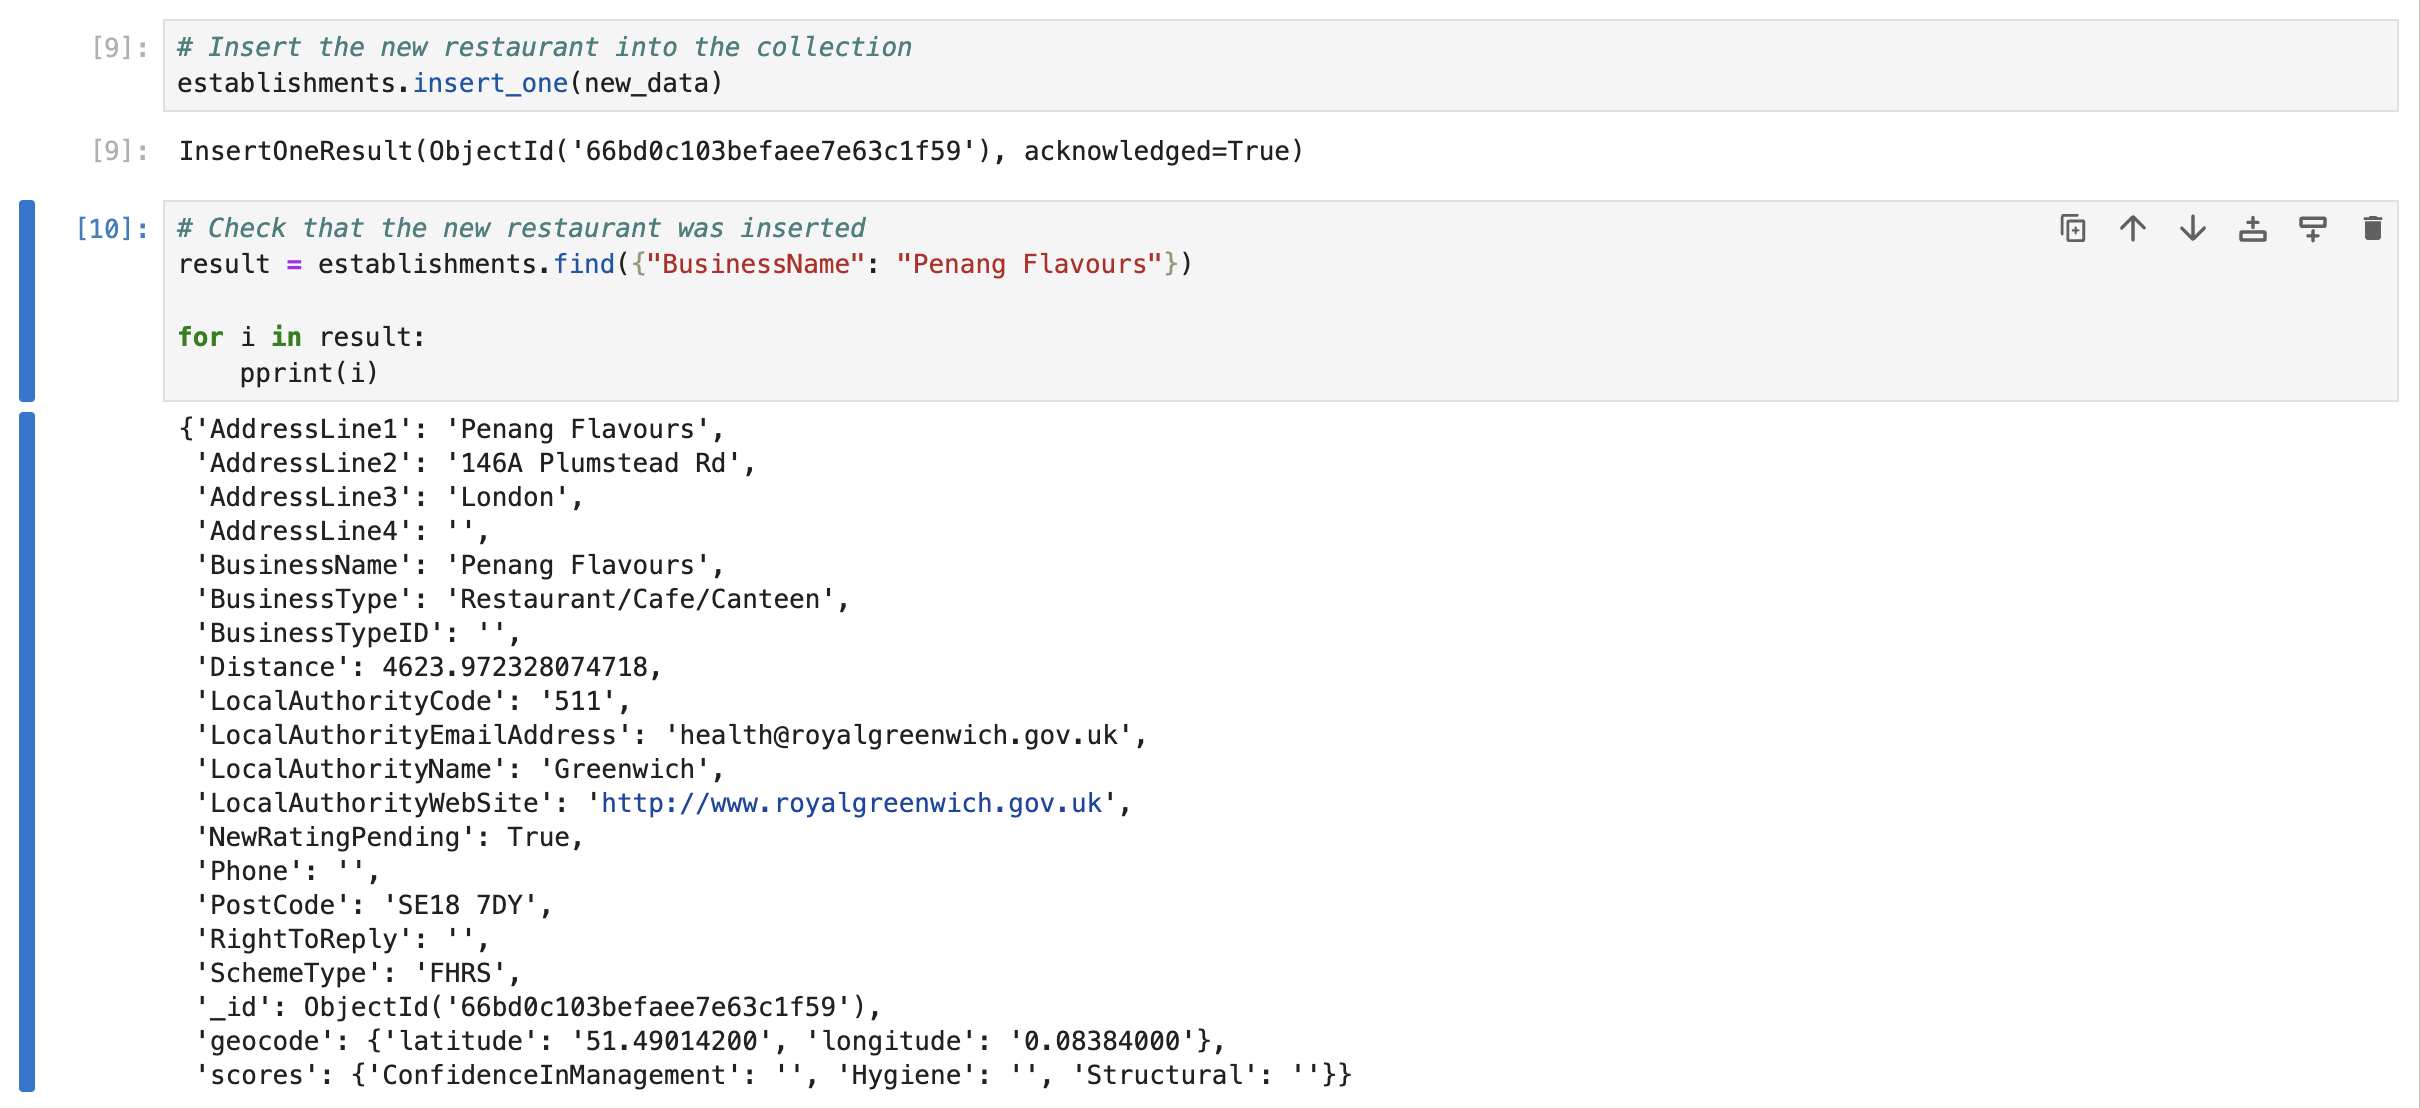 [9]: # Insert the new restaurant into the collection
establishments.insert_one(new_data)
[9]: InsertOneResult(ObjectId('66bd0c103befaee7e63c1f59'), acknowledged=True)
[10]: # Check that the new restaurant was inserted
result = establishments.find({"BusinessName": "Penang Flavours"})
for i in result:
    pprint(i)
{'AddressLine1': 'Penang Flavours',
 'AddressLine2': '146A Plumstead Rd',
 'AddressLine3': 'London',
 'AddressLine4': '',
 'BusinessName': 'Penang Flavours',
 'BusinessType': 'Restaurant/Cafe/Canteen',
 'BusinessTypeID': '',
 'Distance': 4623.972328074718,
 'LocalAuthorityCode': '511',
 'LocalAuthorityEmailAddress': 'health@royalgreenwich.gov.uk',
 'LocalAuthorityName': 'Greenwich',
 'LocalAuthorityWebSite': 'http://www.royalgreenwich.gov.uk',
 'NewRatingPending': True,
 'Phone': '',
 'PostCode': 'SE18 7DY',
 'RightToReply': '',
 'SchemeType': 'FHRS',
 '_id': ObjectId('66bd0c103befaee7e63c1f59'),
 'geocode': {'latitude': '51.49014200', 'longitude': '0.08384000'},
 'scores': {'ConfidenceInManagement': '', 'Hygiene': '', 'Structural': ''}}